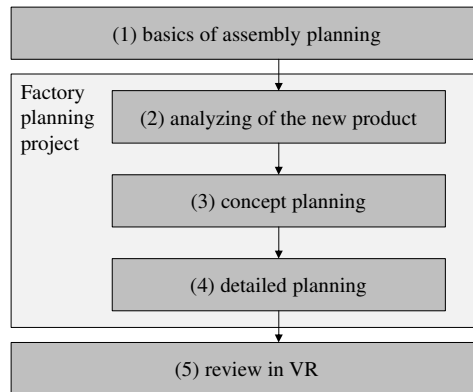 (1) basics of assembly planning
Factory
planning
project
(2) analyzing of the new product
(3) concept planning
(4) detailed planning
(5) review in VR